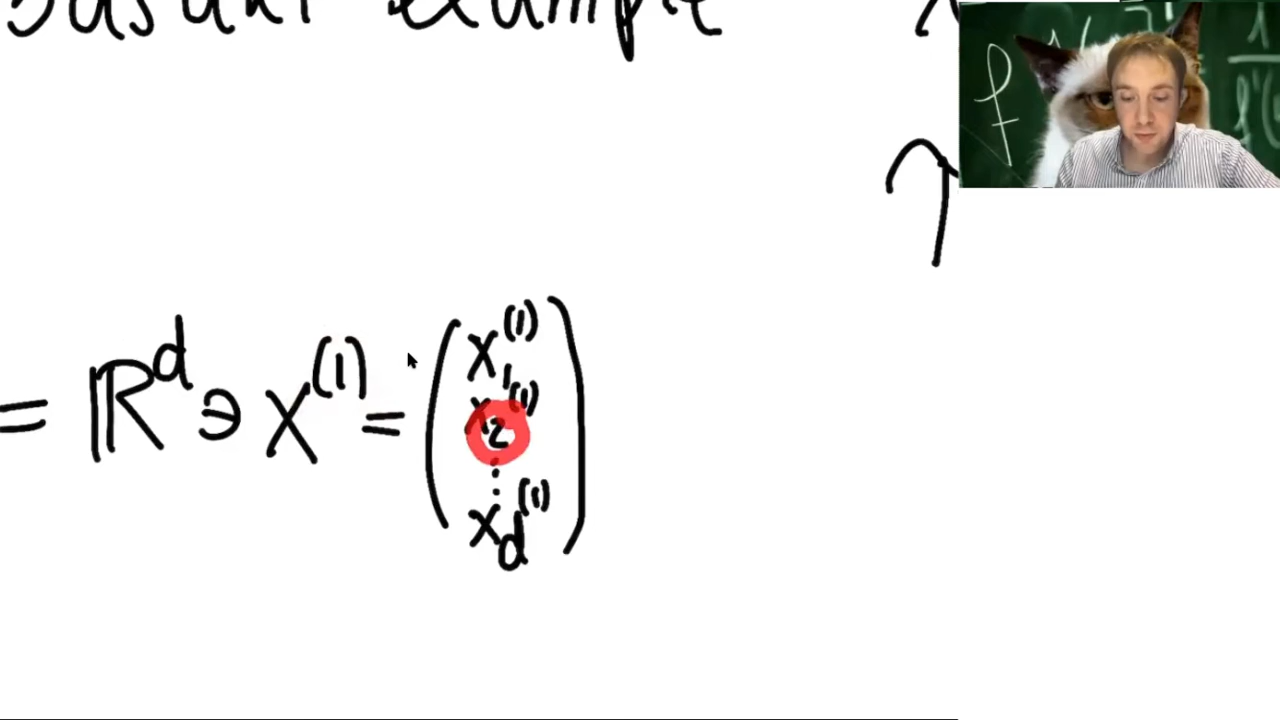 example
= ℝ^d ∋ X^(1) = ( x_1^(1)
x_2^(1)
⋮
x_d^(1) )